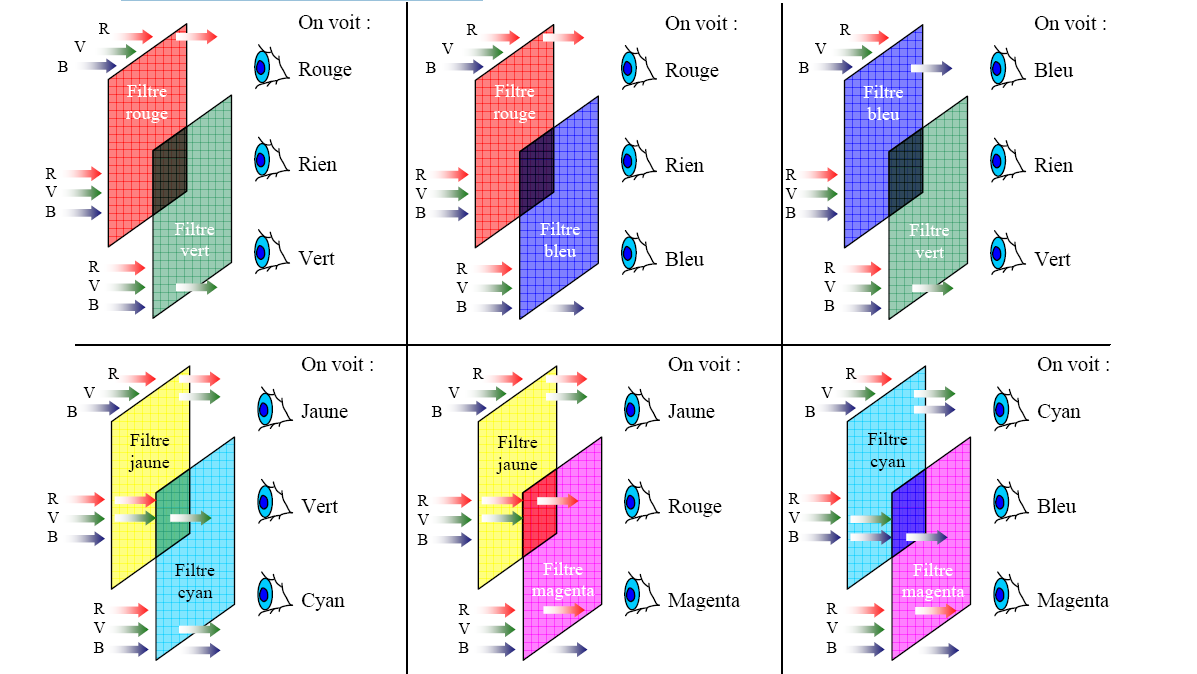 R
V
B
On voit :
Rouge
Filtre
rouge
Rien
R
V
B
Filtre
vert
Vert
R
V
B
R
V
B
On voit :
Rouge
Filtre
rouge
Rien
R
V
B
Filtre
bleu
Bleu
R
V
B
R
V
B
On voit :
Bleu
Filtre
bleu
Rien
R
V
B
Filtre
vert
Vert
R
V
B
R
V
B
On voit :
Jaune
Filtre
jaune
R
V
B
Vert
Filtre
cyan
Cyan
R
V
B
R
V
B
On voit :
Jaune
Filtre
jaune
R
V
B
Rouge
Filtre
magenta
Magenta
R
V
B
R
V
B
On voit :
Cyan
Filtre
cyan
R
V
B
Bleu
Filtre
magenta
Magenta
R
V
B